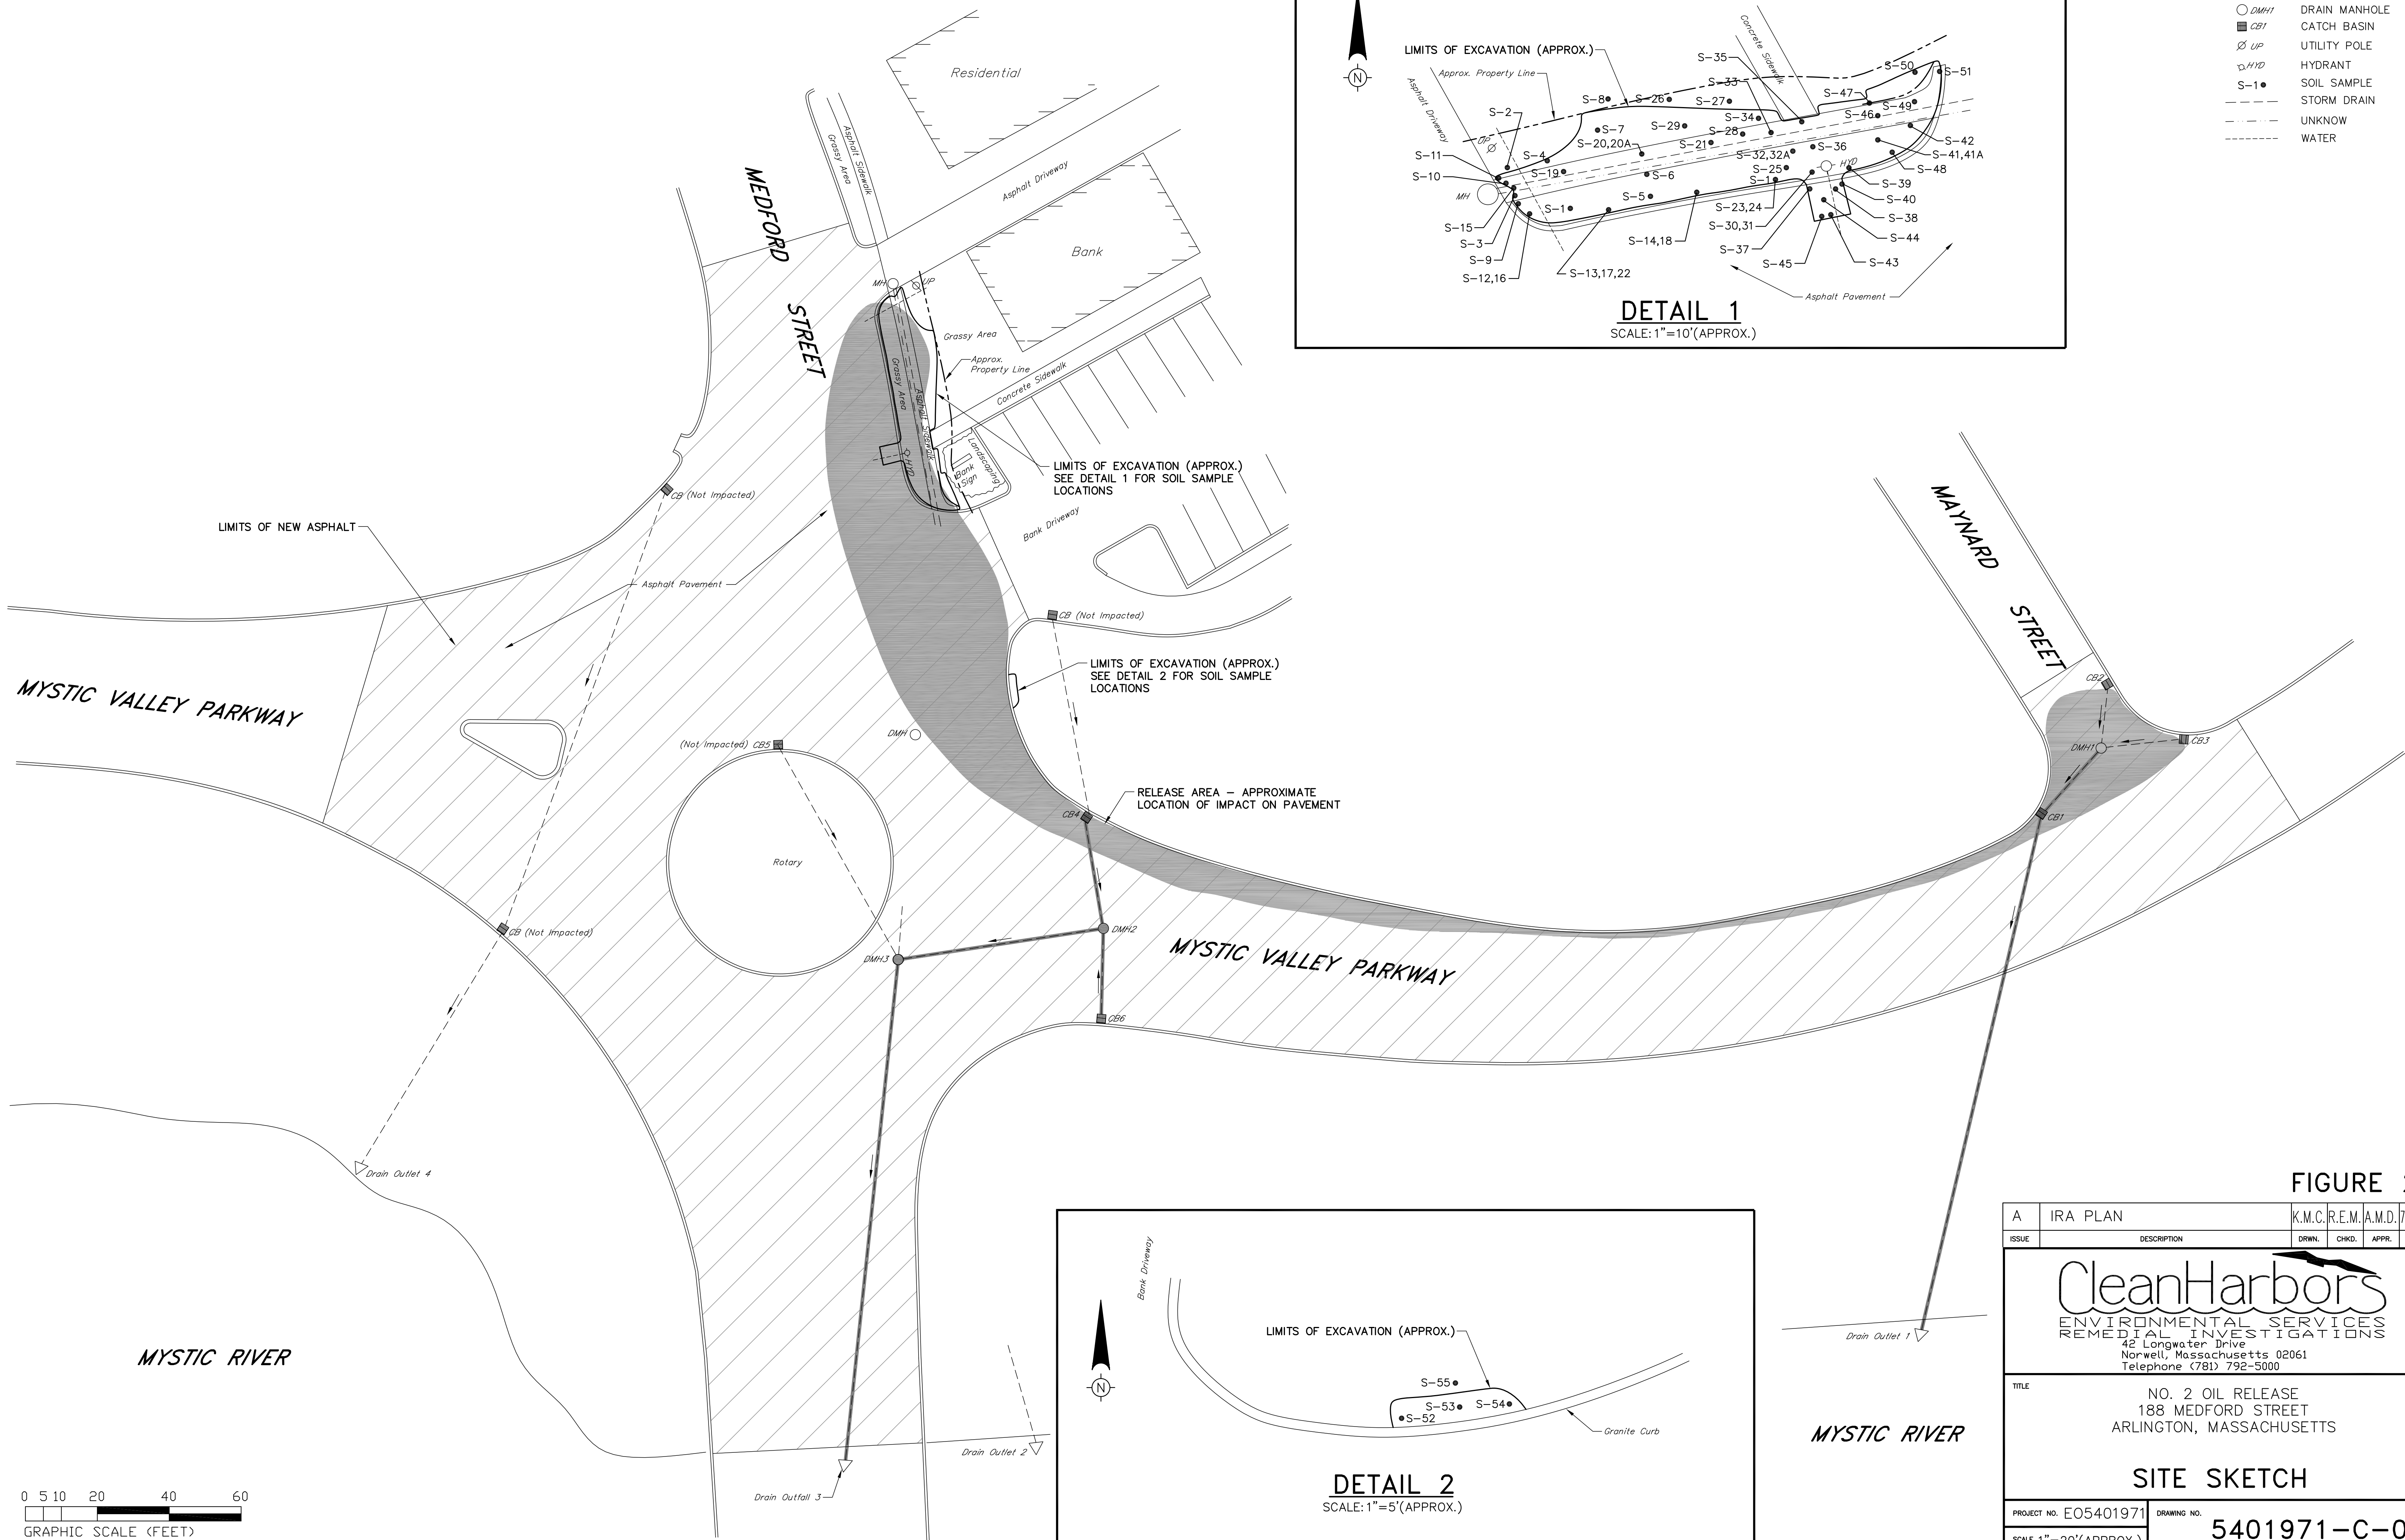 DMH1 DRAIN MANHOLE
CB1 CATCH BASIN
UP UTILITY POLE
HYD HYDRANT
S-1 SOIL SAMPLE
STORM DRAIN
UNKNOW
WATER
N
LIMITS OF EXCAVATION (APPROX.)
Approx. Property Line
Asphalt Driveway
Concrete Sidewalk
S-35
S-33
S-50
S-51
S-47
S-8
S-26
S-27
S-49
S-46
S-34
S-2
UP
S-7
S-29
S-28
S-42
S-20,20A
S-21
S-36
S-41,41A
S-11
S-4
S-32,32A
HYD
S-48
S-10
S-19
S-6
S-25
S-39
MH
S-1
S-5
S-1
S-40
S-15
S-23,24
S-38
S-3
S-14,18
S-30,31
S-44
S-9
S-37
S-43
S-12,16
S-13,17,22
S-45
Asphalt Pavement
DETAIL 1
SCALE: 1"=10'(APPROX.)
Residential
Asphalt Sidewalk
Grassy Area
Asphalt Driveway
MEDFORD
STREET
Bank
MH
UP
Grassy Area
Approx.
Property Line
Concrete Sidewalk
Grassy Area
Asphalt Sidewalk
HYD
Landscaping
Bank
Sign
LIMITS OF EXCAVATION (APPROX.)
SEE DETAIL 1 FOR SOIL SAMPLE
LOCATIONS
Bank Driveway
CB (Not Impacted)
LIMITS OF NEW ASPHALT
Asphalt Pavement
CB (Not Impacted)
LIMITS OF EXCAVATION (APPROX.)
SEE DETAIL 2 FOR SOIL SAMPLE
LOCATIONS
MAYNARD
STREET
CB2
CB3
DMH1
CB1
MYSTIC VALLEY PARKWAY
(Not Impacted) CB5
DMH
RELEASE AREA – APPROXIMATE
LOCATION OF IMPACT ON PAVEMENT
CB4
Rotary
CB (Not Impacted)
DMH2
DMH3
MYSTIC VALLEY PARKWAY
CB6
Drain Outlet 4
MYSTIC RIVER
Drain Outlet 2
Drain Outfall 3
Drain Outlet 1
MYSTIC RIVER
0 5 10 20 40 60
GRAPHIC SCALE (FEET)
Bank Driveway
N
LIMITS OF EXCAVATION (APPROX.)
S-55
S-53
S-54
S-52
Granite Curb
DETAIL 2
SCALE: 1"=5'(APPROX.)
FIGURE
A IRA PLAN K.M.C. R.E.M. A.M.D. 7
ISSUE DESCRIPTION DRWN. CHKD. APPR.
CleanHarbors
ENVIRONMENTAL SERVICES
REMEDIAL INVESTIGATIONS
42 Longwater Drive
Norwell, Massachusetts 02061
Telephone (781) 792-5000
TITLE
NO. 2 OIL RELEASE
188 MEDFORD STREET
ARLINGTON, MASSACHUSETTS
SITE SKETCH
PROJECT NO. EO5401971 DRAWING NO.
5401971-C-0
SCALE 1"=20'(APPROX.)